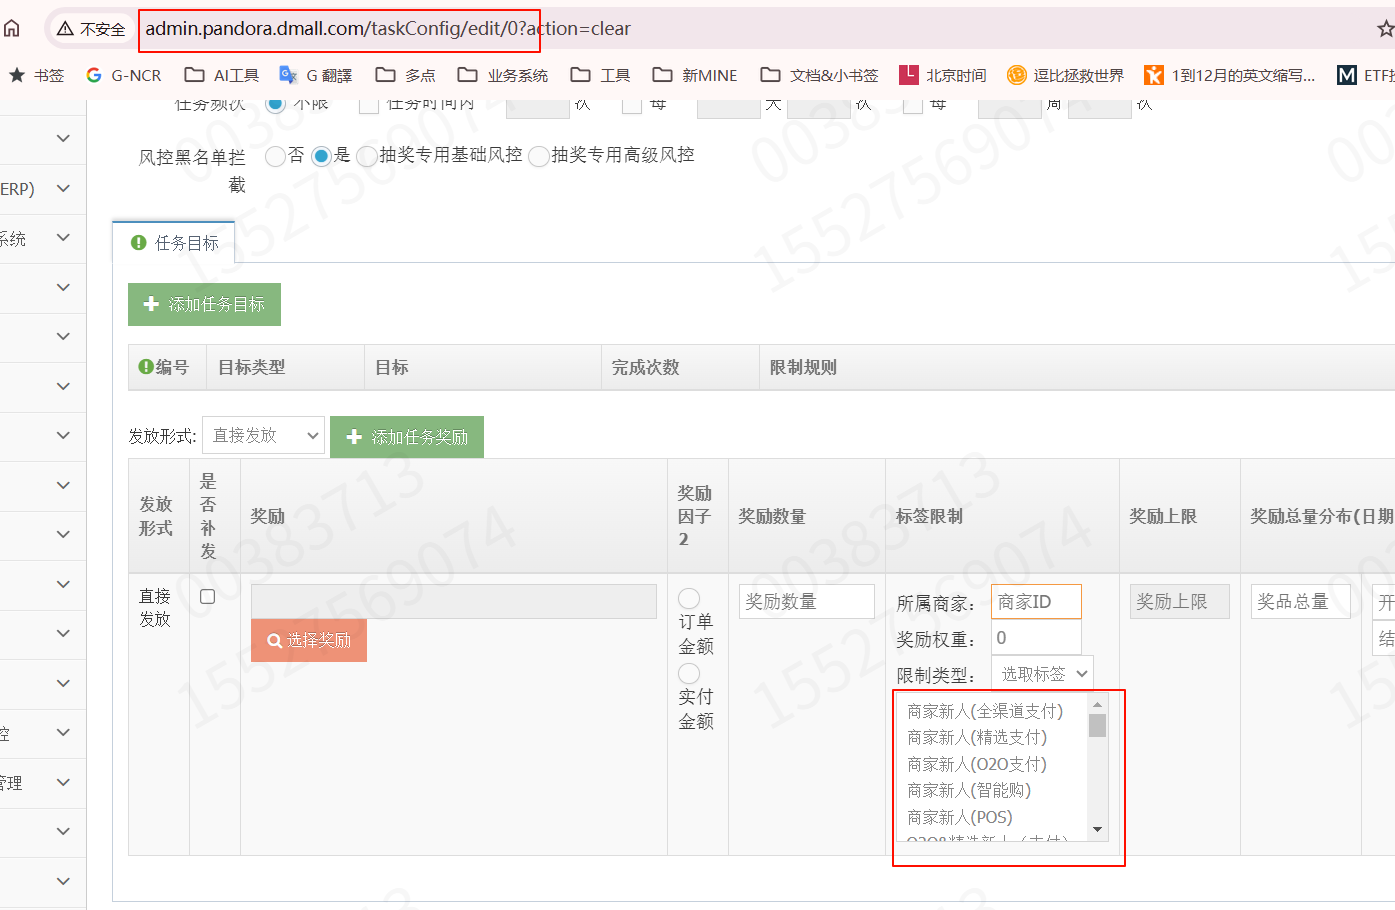 不安全 admin.pandora.dmall.com/taskConfig/edit/0?action=clear
书签 G-NCR AI工具 G 翻譯 多点 业务系统 工具 新MINE 文档&小书签 北京时间 逗比拯救世界 1到12月的英文缩写... ETF
任务频次 不限 任务时间内 次 每 天 次 每 周 次
风控黑名单拦截 否 是 抽奖专用基础风控 抽奖专用高级风控
ERP)
系统
任务目标
添加任务目标
编号 目标类型 目标 完成次数 限制规则
发放形式: 直接发放 添加任务奖励
发放形式 是否补发 奖励 奖励因子2 奖励数量 标签限制 奖励上限 奖励总量分布(日期
直接发放 选择奖励 订单金额 实付金额 奖励数量 所属商家: 商家ID 奖励上限 奖品总量 开
结
奖励权重: 0
限制类型: 选取标签
商家新人(全渠道支付)
商家新人(精选支付)
商家新人(O2O支付)
商家新人(智能购)
商家新人(POS)
O2O&精选新人(支付)
控
管理
00383713
15527569074